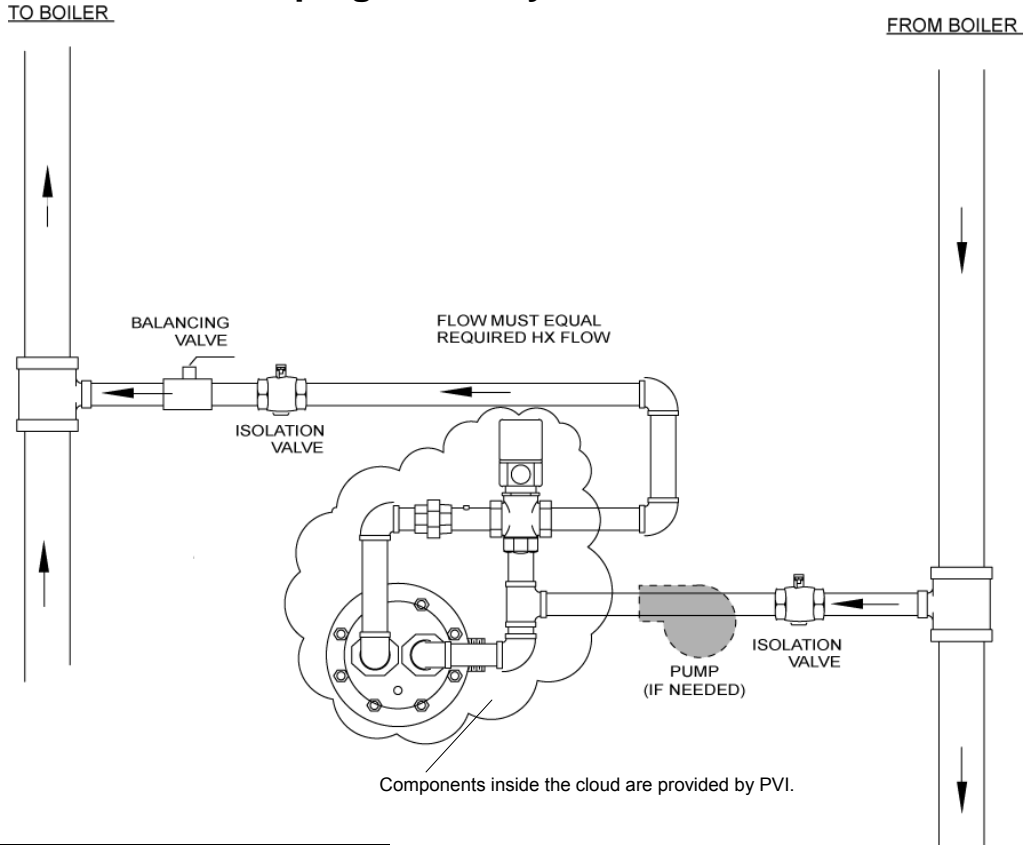 TO BOILER
FROM BOILER
BALANCING
VALVE
FLOW MUST EQUAL
REQUIRED HX FLOW
ISOLATION
VALVE
ISOLATION
VALVE
PUMP
(IF NEEDED)
Components inside the cloud are provided by PVI.